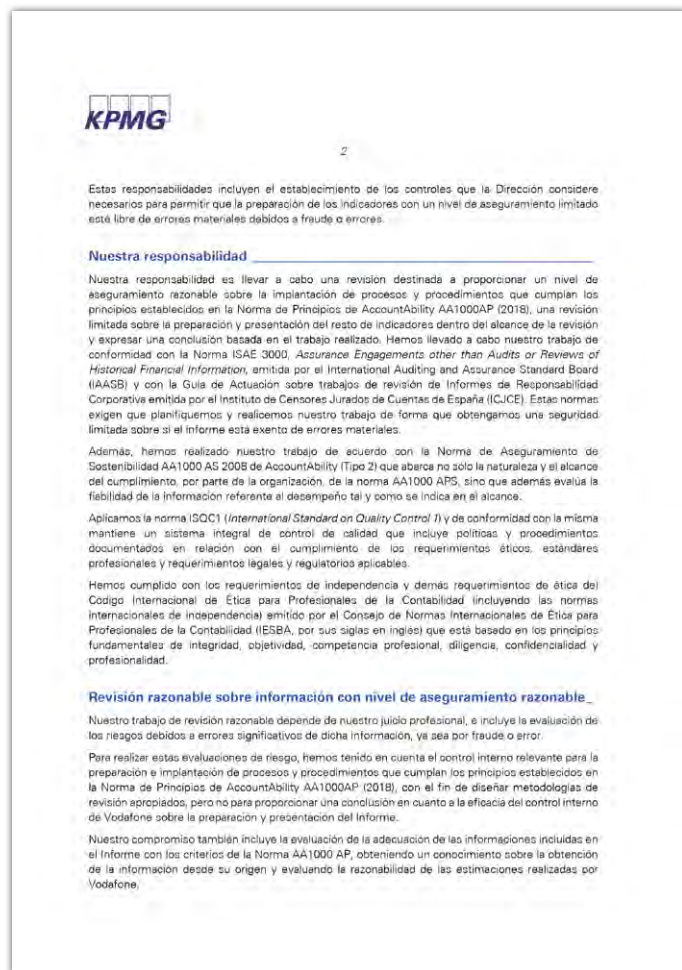 KPMG
2
Estas responsabilidades incluyen el establecimiento de los controles que la Dirección considere
necesarios para permitir que la preparación de los indicadores con un nivel de aseguramiento limitado
esté libre de errores materiales debidos a fraude o errores.
Nuestra responsabilidad
Nuestra responsabilidad es llevar a cabo una revisión destinada a proporcionar un nivel de
aseguramiento razonable sobre la implantación de procesos y procedimientos que cumplan los
principios establecidos en la Norma de Principios de AccountAbility AA1000AP (2018), una revisión
limitada sobre la preparación y presentación del resto de indicadores dentro del alcance de la revisión
y expresar una conclusión basada en el trabajo realizado. Hemos llevado a cabo nuestro trabajo de
conformidad con la Norma ISAE 3000, Assurance Engagements other than Audits or Reviews of
Historical Financial Information, emitida por el International Auditing and Assurance Standard Board
(IAASB) y con la Guía de Actuación sobre trabajos de revisión de Informes de Responsabilidad
Corporativa emitida por el Instituto de Censores Jurados de Cuentas de España (ICJCE). Estas normas
exigen que planifiquemos y realicemos nuestro trabajo de forma que obtengamos una seguridad
limitada sobre si el informe está exento de errores materiales.
Además, hemos realizado nuestro trabajo de acuerdo con la Norma de Aseguramiento de
Sostenibilidad AA1000 AS 2008 de AccountAbility (Tipo 2) que abarca no sólo la naturaleza y el alcance
del cumplimiento, por parte de la organización, de la norma AA1000 APS, sino que además evalúa la
fiabilidad de la información referente al desempeño tal y como se indica en el alcance.
Aplicamos la norma ISQC1 (International Standard on Quality Control 1) y de conformidad con la misma
mantiene un sistema integral de control de calidad que incluye políticas y procedimientos
documentados en relación con el cumplimiento de los requerimientos éticos, estándares
profesionales y requerimientos legales y regulatorios aplicables.
Hemos cumplido con los requerimientos de independencia y demás requerimientos de ética del
Código Internacional de Ética para Profesionales de la Contabilidad (incluyendo las normas
internacionales de independencia) emitido por el Consejo de Normas Internacionales de Ética para
Profesionales de la Contabilidad (IESBA, por sus siglas en inglés) que está basado en los principios
fundamentales de integridad, objetividad, competencia profesional, diligencia, confidencialidad y
profesionalidad.
Revisión razonable sobre información con nivel de aseguramiento razonable_
Nuestro trabajo de revisión razonable depende de nuestro juicio profesional, e incluye la evaluación de
los riesgos debidos a errores significativos de dicha información, ya sea por fraude o error.
Para realizar estas evaluaciones de riesgo, hemos tenido en cuenta el control interno relevante para la
preparación e implantación de procesos y procedimientos que cumplan los principios establecidos en
la Norma de Principios de AccountAbility AA1000AP (2018), con el fin de diseñar metodologías de
revisión apropiados, pero no para proporcionar una conclusión en cuanto a la eficacia del control interno
de Vodafone sobre la preparación y presentación del Informe.
Nuestro compromiso también incluye la evaluación de la adecuación de las informaciones incluidas en
el Informe con los criterios de la Norma AA1000 AP, obteniendo un conocimiento sobre la obtención
de la información desde su origen y evaluando la razonabilidad de las estimaciones realizadas por
Vodafone.